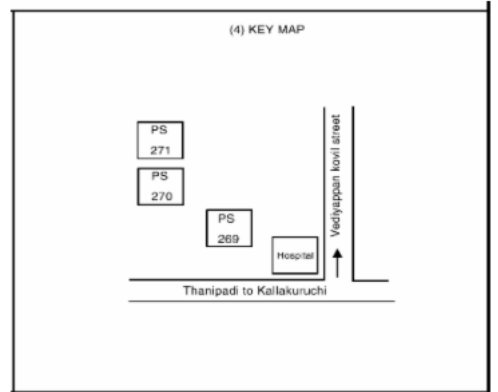 (4) KEY MAP
PS
271
PS
270
PS
269
Hospital
Vediyappan kovil street
Thanipadi to Kallakuruchi